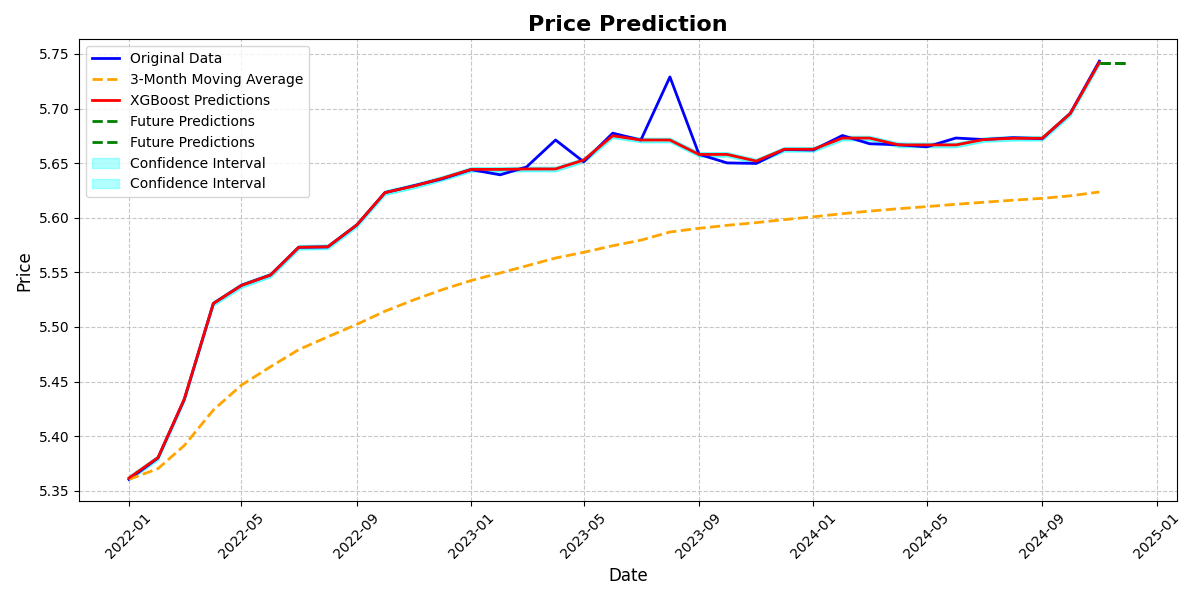 Price Prediction
Original Data
3-Month Moving Average
XGBoost Predictions
Future Predictions
Future Predictions
Confidence Interval
Confidence Interval
Price
5.75
5.70
5.65
5.60
5.55
5.50
5.45
5.40
5.35
2022-01
2022-05
2022-09
2023-01
2023-05
2023-09
2024-01
2024-05
2024-09
2025-01
Date